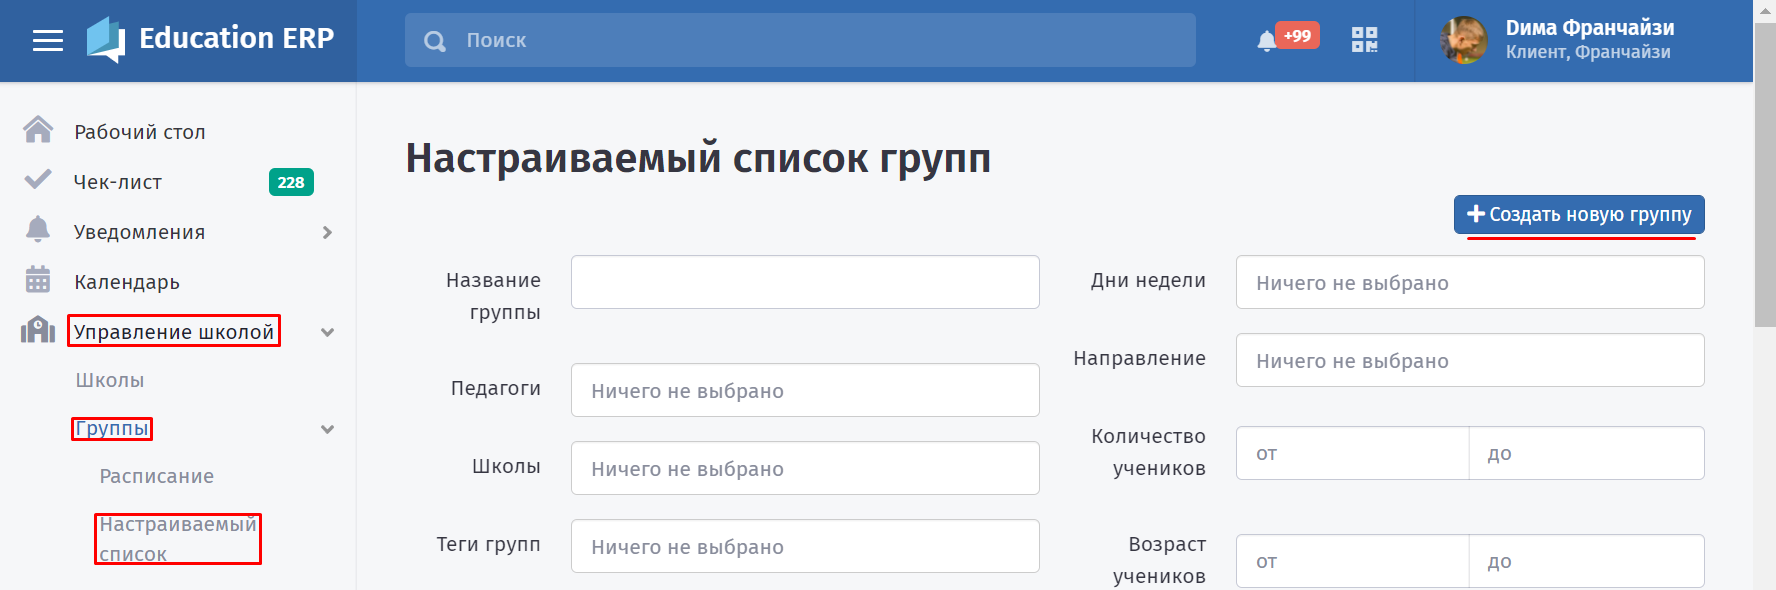 Education ERP
Поиск
+99
Дима Франчайзи
Клиент, Франчайзи
Рабочий стол
Чек-лист
228
Уведомления
Календарь
Управление школой
Школы
Группы
Расписание
Настраиваемый
список
Настраиваемый список групп
Создать новую группу
Название
группы
Дни недели
Ничего не выбрано
Педагоги
Ничего не выбрано
Направление
Ничего не выбрано
Школы
Ничего не выбрано
Количество
учеников
от
до
Теги групп
Ничего не выбрано
Возраст
учеников
от
до